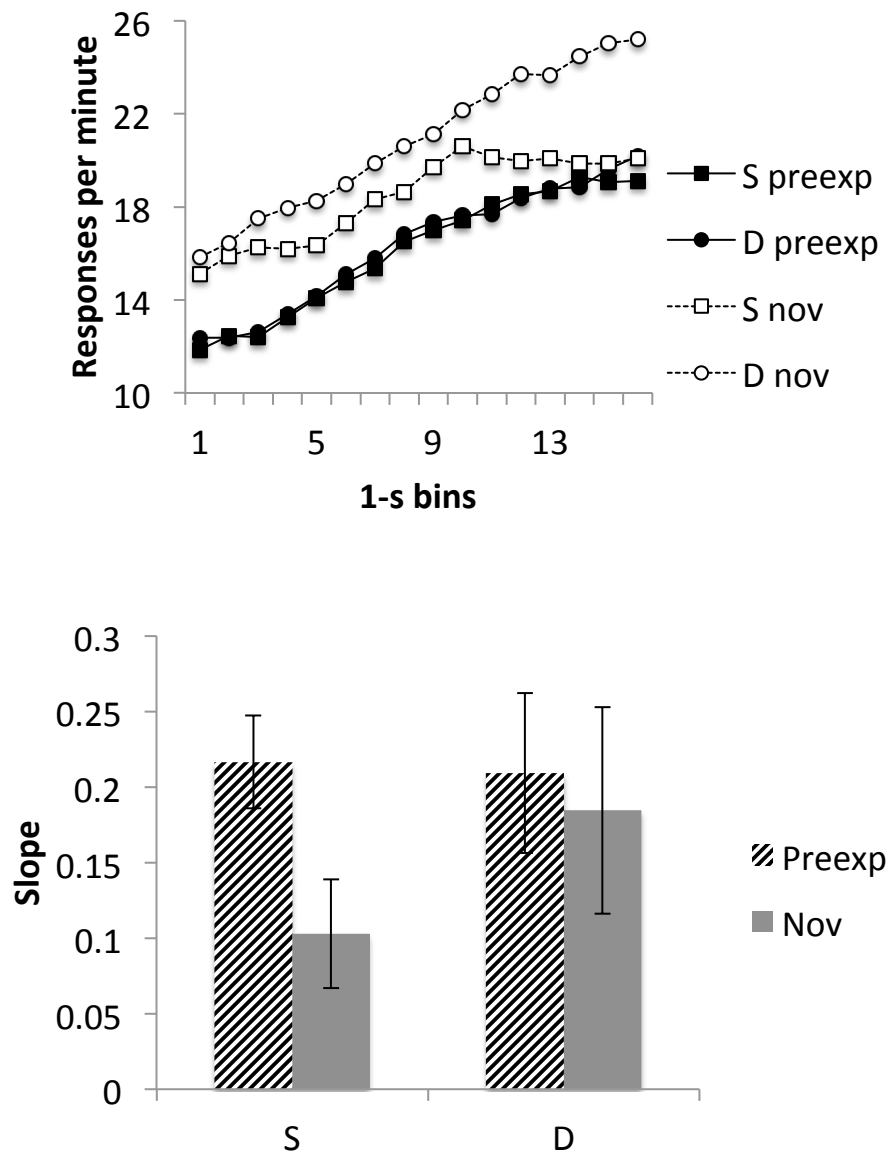 Responses per minute
26
22
18
14
10
1 5 9 13
1-s bins
S preexp
D preexp
S nov
D nov
Slope
0.3
0.25
0.2
0.15
0.1
0.05
0
S D
Preexp
Nov